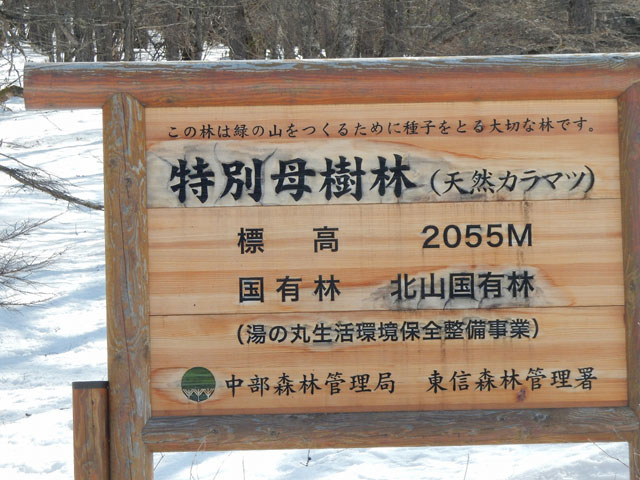 この林は緑の山をつくるために種子をとる大切な林です。
特別母樹林（天然カラマツ）
標高 2055M
国有林 北山国有林
（湯の丸生活環境保全整備事業）
中部森林管理局 東信森林管理署